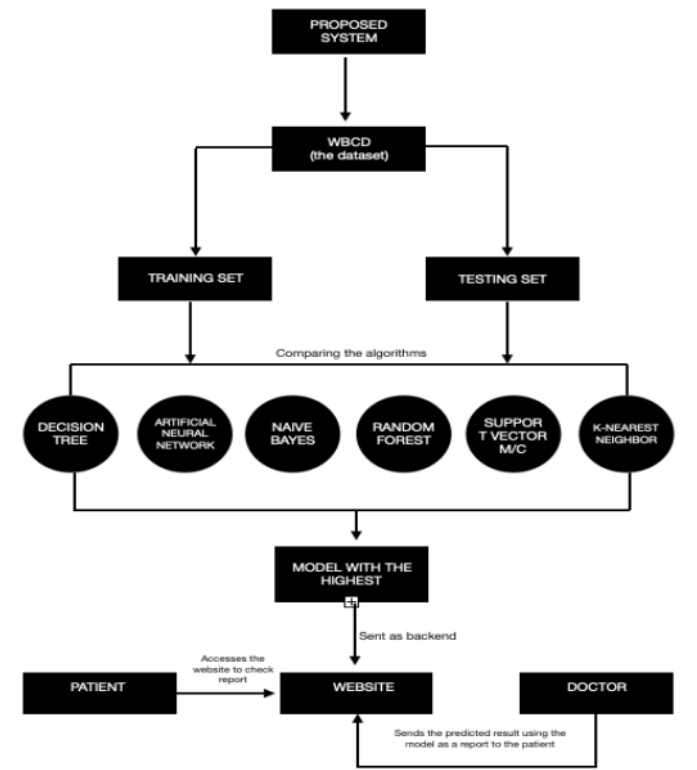 PROPOSED
SYSTEM
WBCD
(the dataset)
TRAINING SET
TESTING SET
Comparing the algorithms
DECISION
TREE
ARTIFICIAL
NEURAL
NETWORK
NAIVE
BAYES
RANDOM
FOREST
SUPPOR
T VECTOR
M/C
K-NEAREST
NEIGHBOR
MODEL WITH THE
HIGHEST
Sent as backend
Accesses the
website to check
report
PATIENT
WEBSITE
DOCTOR
Sends the predicted result using the
model as a report to the patient